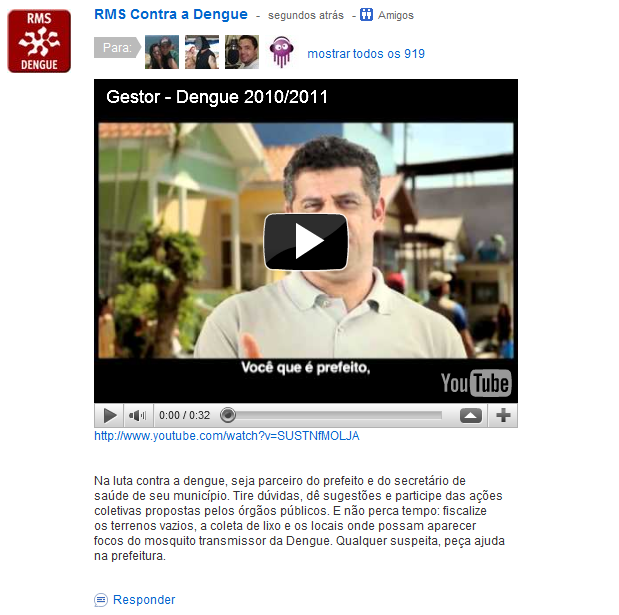 RMS
DENGUE
RMS Contra a Dengue - segundos atrás - Amigos
Para:
mostrar todos os 919
Gestor - Dengue 2010/2011
Você que é prefeito,
YouTube
0:00 / 0:32
http://www.youtube.com/watch?v=SUSTNfMOLJA
Na luta contra a dengue, seja parceiro do prefeito e do secretário de
saúde de seu município. Tire dúvidas, dê sugestões e participe das ações
coletivas propostas pelos órgãos públicos. E não perca tempo: fiscalize
os terrenos vazios, a coleta de lixo e os locais onde possam aparecer
focos do mosquito transmissor da Dengue. Qualquer suspeita, peça ajuda
na prefeitura.
Responder